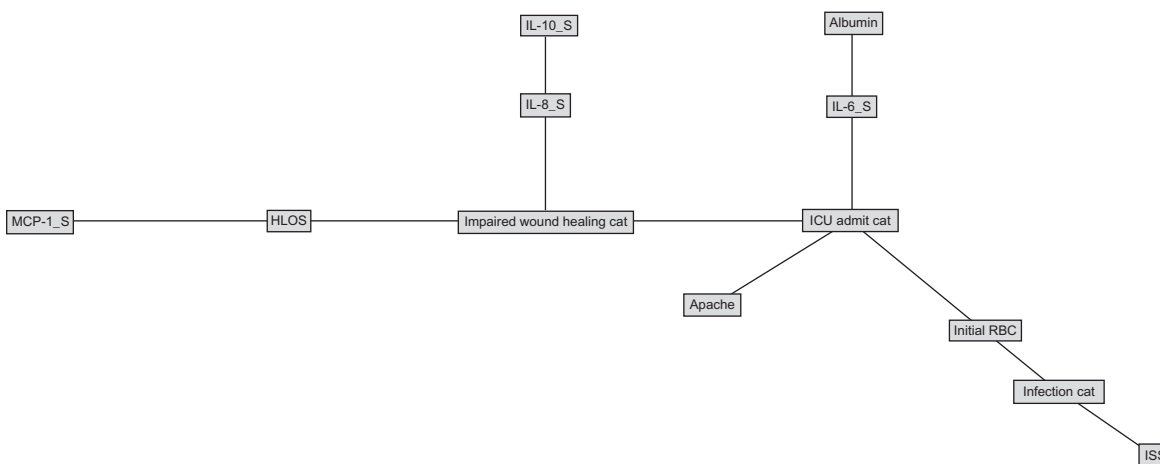 IL-10_S
Albumin
IL-8_S
IL-6_S
MCP-1_S
HLOS
Impaired wound healing cat
ICU admit cat
Apache
Initial RBC
Infection cat
ISS